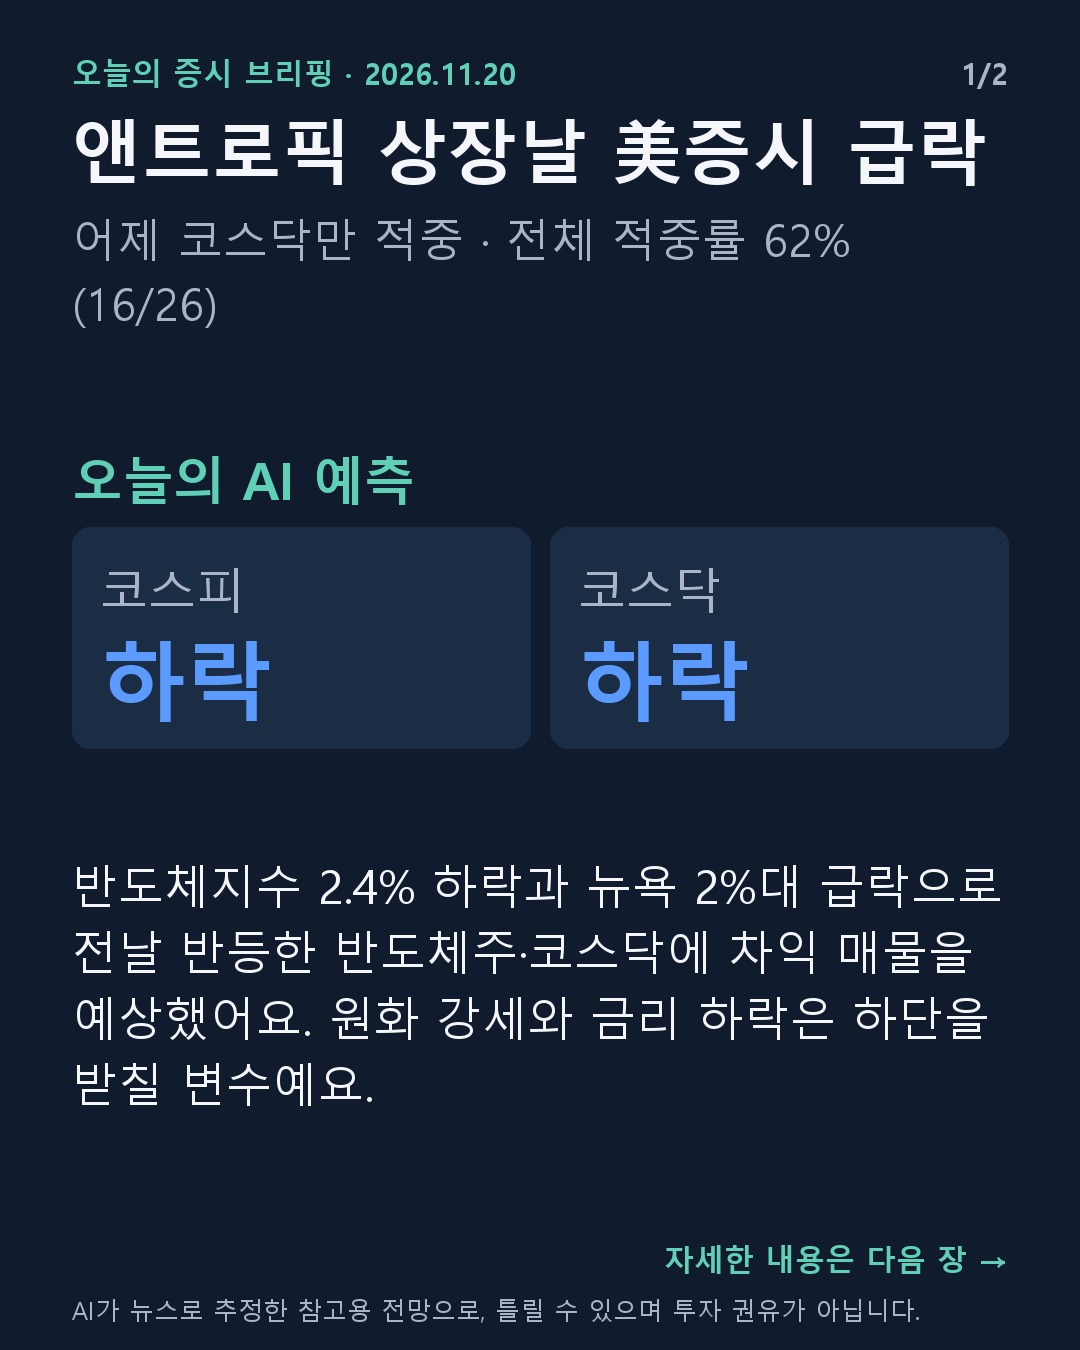 오늘의 증시 브리핑 · 2026.11.20
1/2
앤트로픽 상장날 美증시 급락
어제 코스닥만 적중 · 전체 적중률 62%
(16/26)
오늘의 AI 예측
코스피
하락
코스닥
하락
반도체지수 2.4% 하락과 뉴욕 2%대 급락으로
전날 반등한 반도체주·코스닥에 차익 매물을
예상했어요. 원화 강세와 금리 하락은 하단을
받칠 변수예요.
자세한 내용은 다음 장 →
AI가 뉴스로 추정한 참고용 전망으로, 틀릴 수 있으며 투자 권유가 아닙니다.